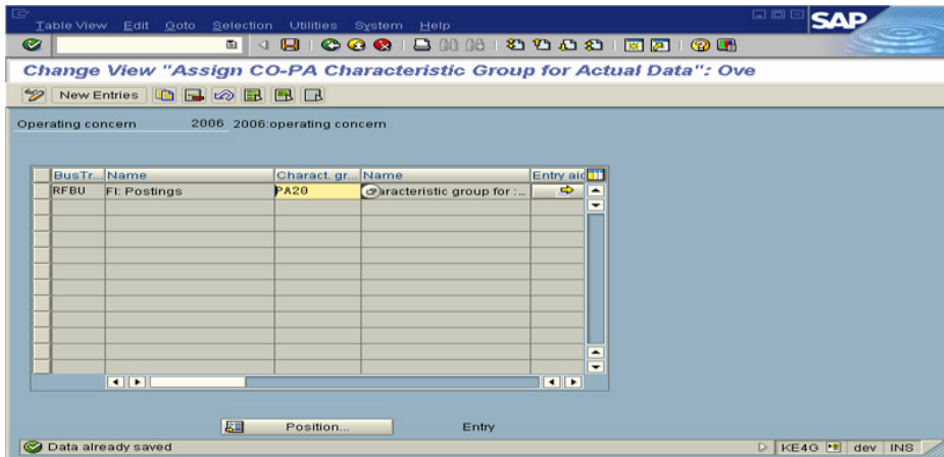 Table View Edit Goto Selection Utilities System Help
SAP
Change View "Assign CO-PA Characteristic Group for Actual Data": Ove
New Entries
Operating concern 2006 2006:operating concern
BusTr... Name Charact. gr... Name Entry aid
RFBU FI: Postings PA20 aracteristic group for :...
Position... Entry
Data already saved KE4G dev INS